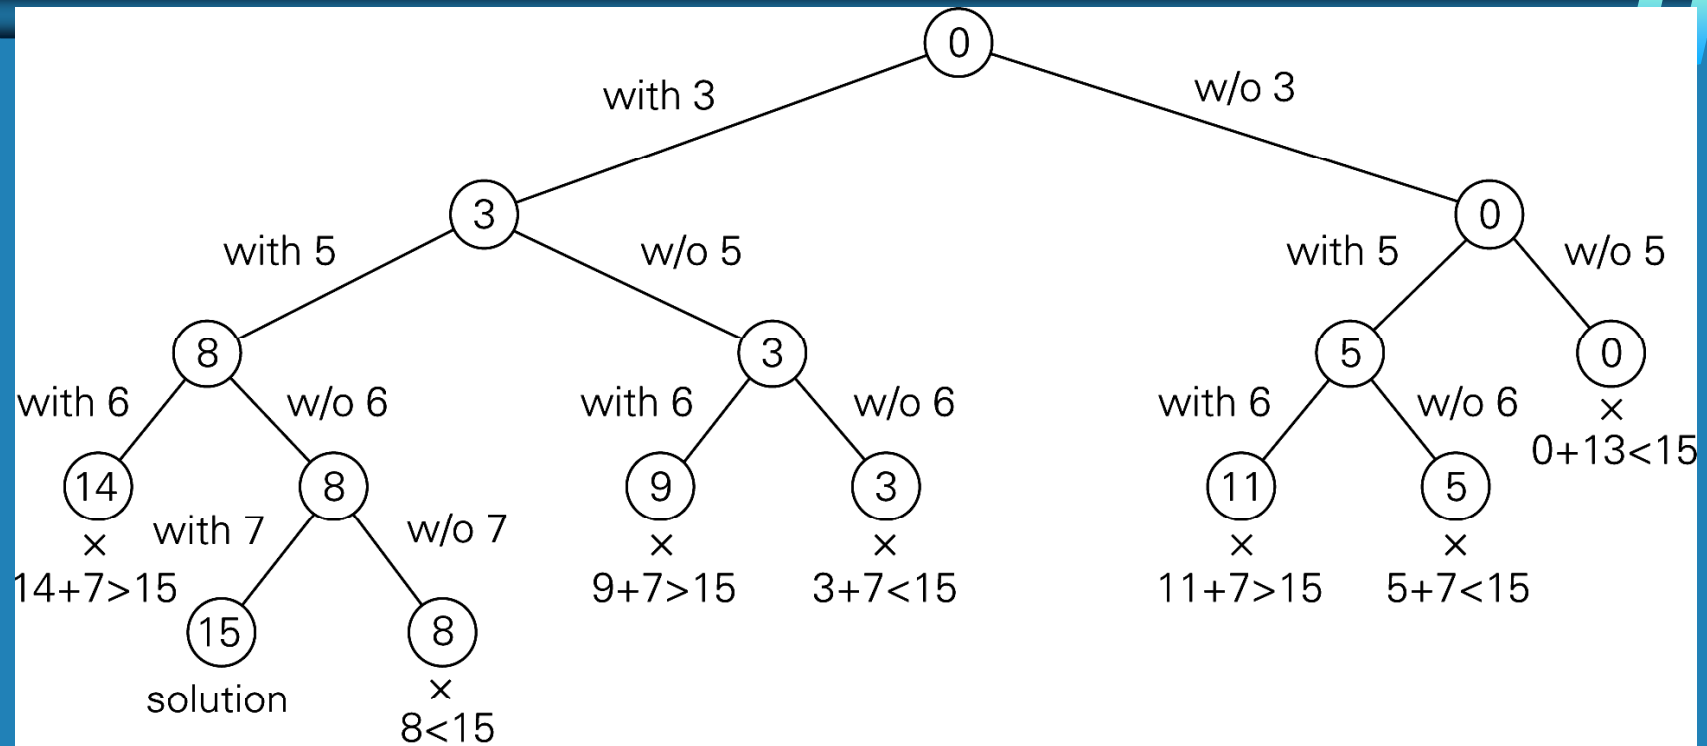 0
with 3
w/o 3
3
0
with 5
w/o 5
with 5
w/o 5
8
3
5
0
with 6
w/o 6
with 6
w/o 6
with 6
w/o 6
×
0+13<15
14
8
9
3
11
5
×
with 7
w/o 7
×
×
×
×
14+7>15
9+7>15
3+7<15
11+7>15
5+7<15
15
8
solution
×
8<15